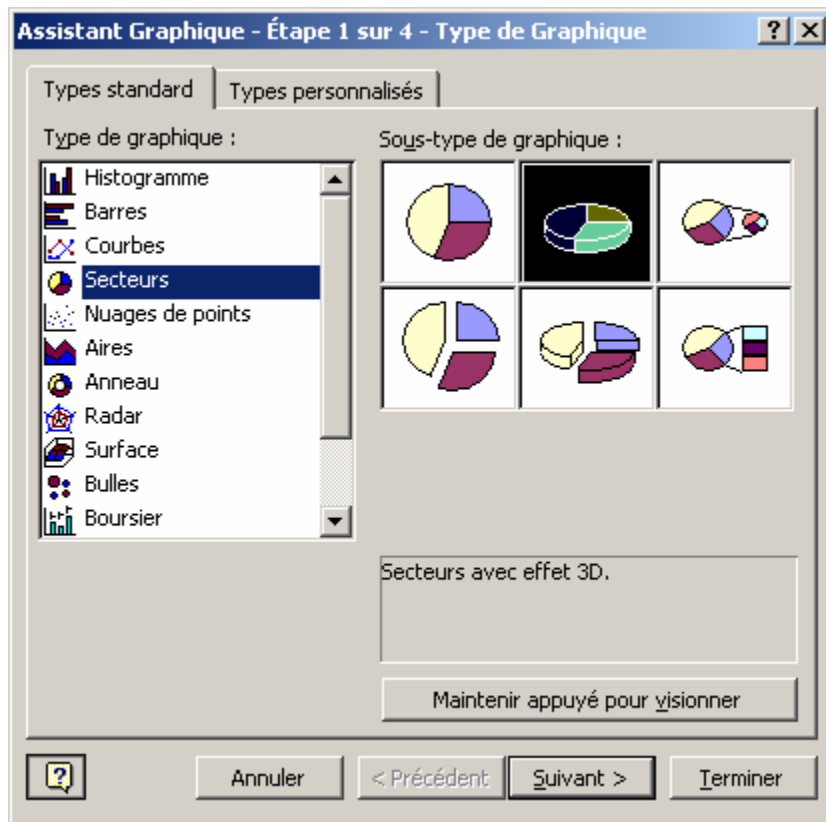 Assistant Graphique - Étape 1 sur 4 - Type de Graphique
Types standard
Types personnalisés
Type de graphique :
Histogramme
Barres
Courbes
Secteurs
Nuages de points
Aires
Anneau
Radar
Surface
Bulles
Boursier
Sous-type de graphique :
Secteurs avec effet 3D.
Maintenir appuyé pour visionner
Annuler
< Précédent
Suivant >
Terminer